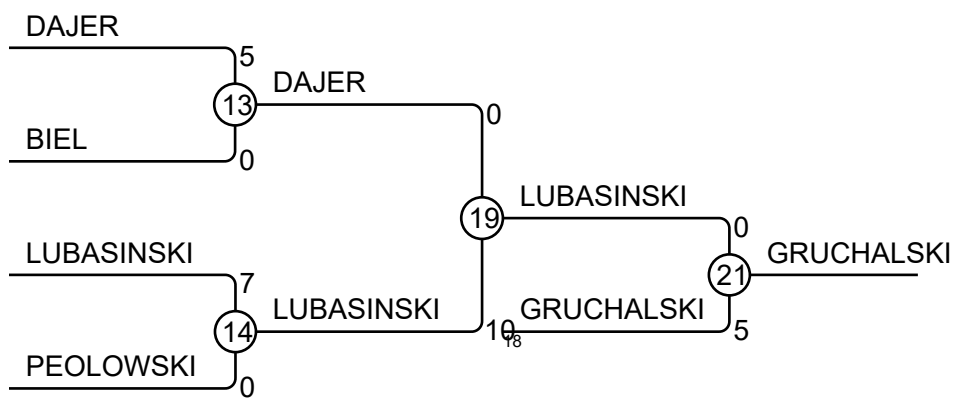 DAJER
5
13
DAJER
0
BIEL
0
19
LUBASINSKI
0
LUBASINSKI
7
14
LUBASINSKI
10
18
GRUCHALSKI
5
21
GRUCHALSKI
PEOLOWSKI
0